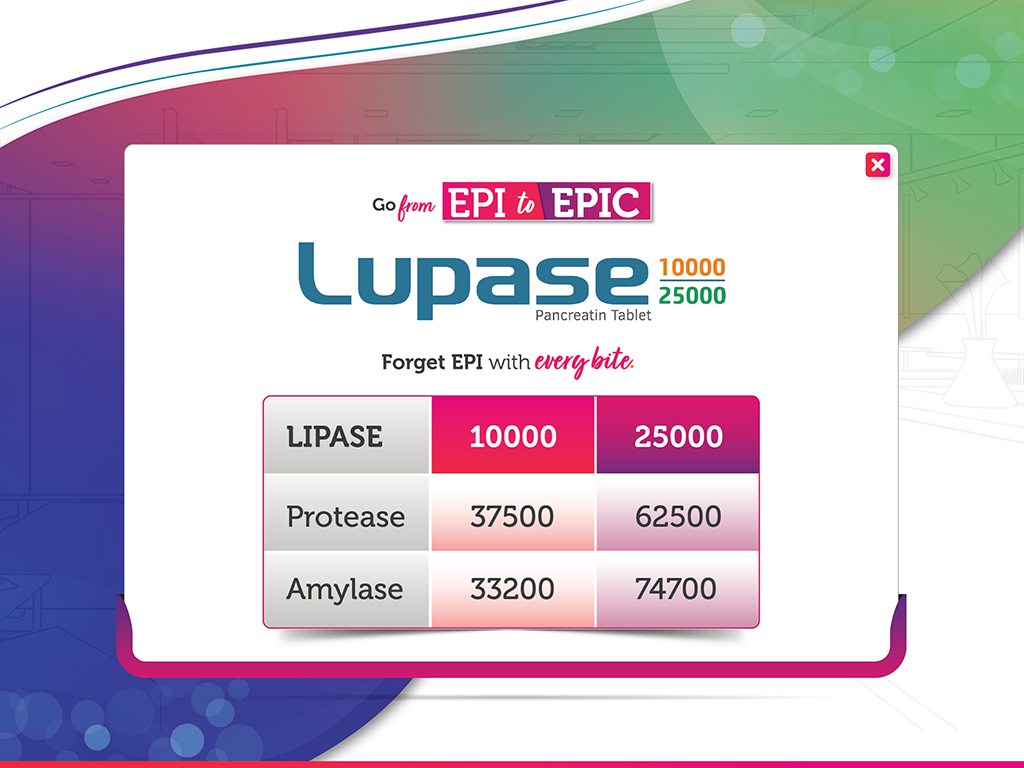 Go from EPI to EPIC
Lupase 10000
25000
Pancreatin Tablet
Forget EPI with every bite.
LIPASE 10000 25000
Protease 37500 62500
Amylase 33200 74700